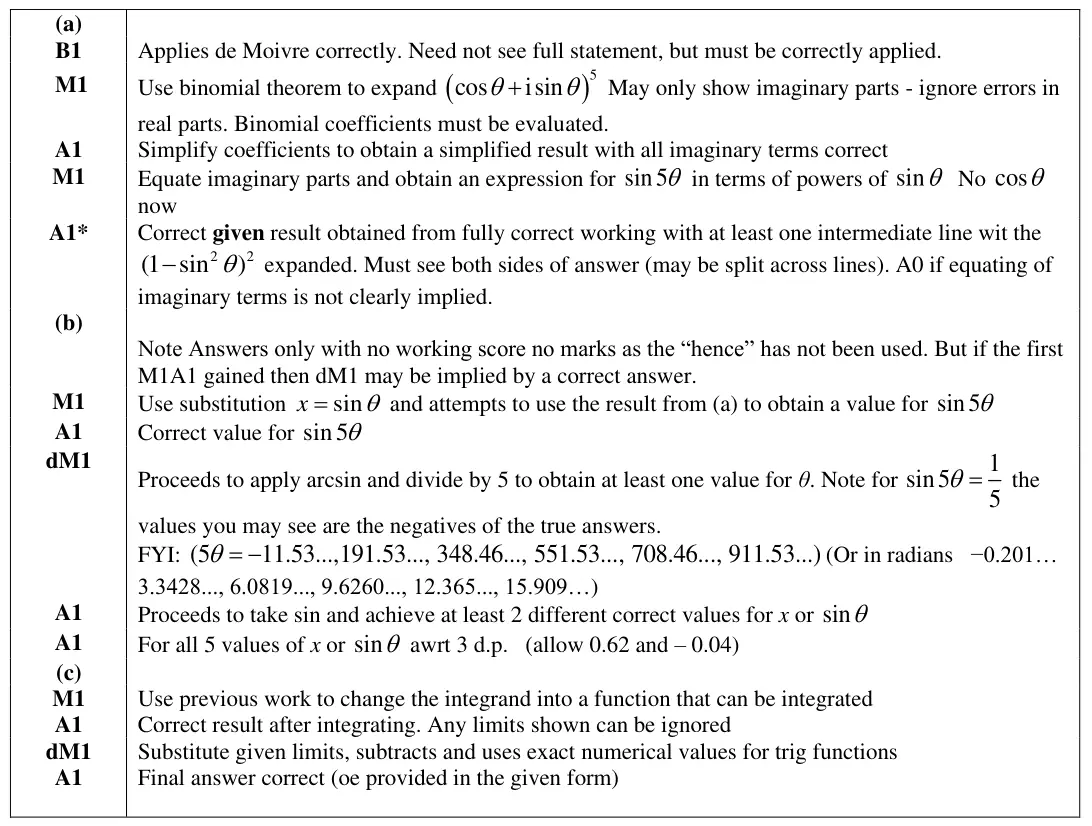 (a)
B1 Applies de Moivre correctly. Need not see full statement, but must be correctly applied.
M1 Use binomial theorem to expand (cosθ + i sinθ)⁵ May only show imaginary parts - ignore errors in
real parts. Binomial coefficients must be evaluated.
A1 Simplify coefficients to obtain a simplified result with all imaginary terms correct
M1 Equate imaginary parts and obtain an expression for sin 5θ in terms of powers of sinθ No cosθ
now
A1* Correct given result obtained from fully correct working with at least one intermediate line wit the
(1 − sin² θ)² expanded. Must see both sides of answer (may be split across lines). A0 if equating of
imaginary terms is not clearly implied.
(b)
Note Answers only with no working score no marks as the “hence” has not been used. But if the first
M1A1 gained then dM1 may be implied by a correct answer.
M1 Use substitution x = sinθ and attempts to use the result from (a) to obtain a value for sin 5θ
A1 Correct value for sin 5θ
dM1 Proceeds to apply arcsin and divide by 5 to obtain at least one value for θ. Note for sin 5θ = 1/5 the
values you may see are the negatives of the true answers.
FYI: (5θ = −11.53...,191.53..., 348.46..., 551.53..., 708.46..., 911.53...) (Or in radians −0.201…
3.3428..., 6.0819..., 9.6260..., 12.365..., 15.909…)
A1 Proceeds to take sin and achieve at least 2 different correct values for x or sinθ
A1 For all 5 values of x or sinθ awrt 3 d.p. (allow 0.62 and – 0.04)
(c)
M1 Use previous work to change the integrand into a function that can be integrated
A1 Correct result after integrating. Any limits shown can be ignored
dM1 Substitute given limits, subtracts and uses exact numerical values for trig functions
A1 Final answer correct (oe provided in the given form)